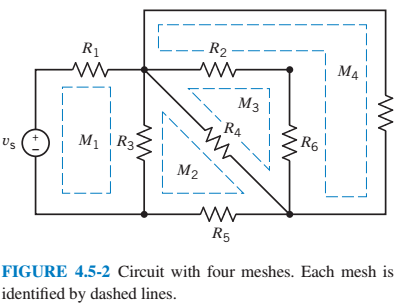 R1
R2
M4
M3
vs
+
−
M1
R3
R4
R6
M2
R5
FIGURE 4.5-2 Circuit with four meshes. Each mesh is
identified by dashed lines.